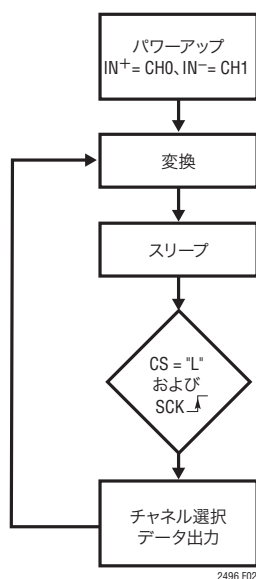 パワーアップ
IN⁺= CH0、IN⁻= CH1
変換
スリープ
CS = "L"
および
SCK
チャネル選択
データ出力
2496 F02